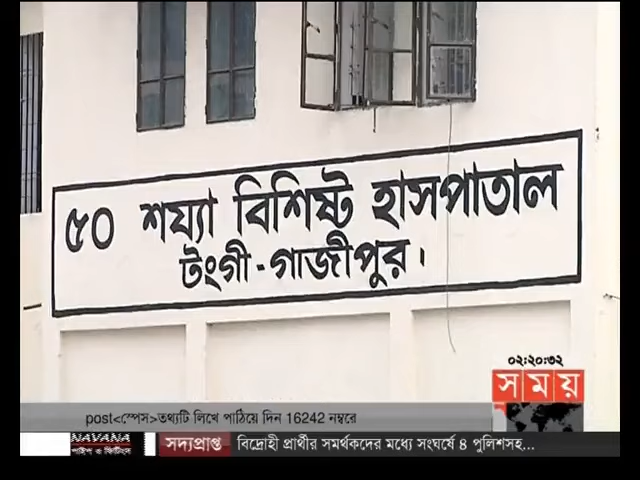 ৫০ শয্যা বিশিষ্ট হাসপাতাল
টংগী - গাজীপুর।
০২:২০:৩২
সময়
post<স্পেস>তথ্যটি লিখে পাঠিয়ে দিন 16242 নম্বরে
NAVANA
পাইপ ও ফিটিংস
সদ্যপ্রাপ্ত
বিদ্রোহী প্রার্থীর সমর্থকদের মধ্যে সংঘর্ষে ৪ পুলিশসহ...